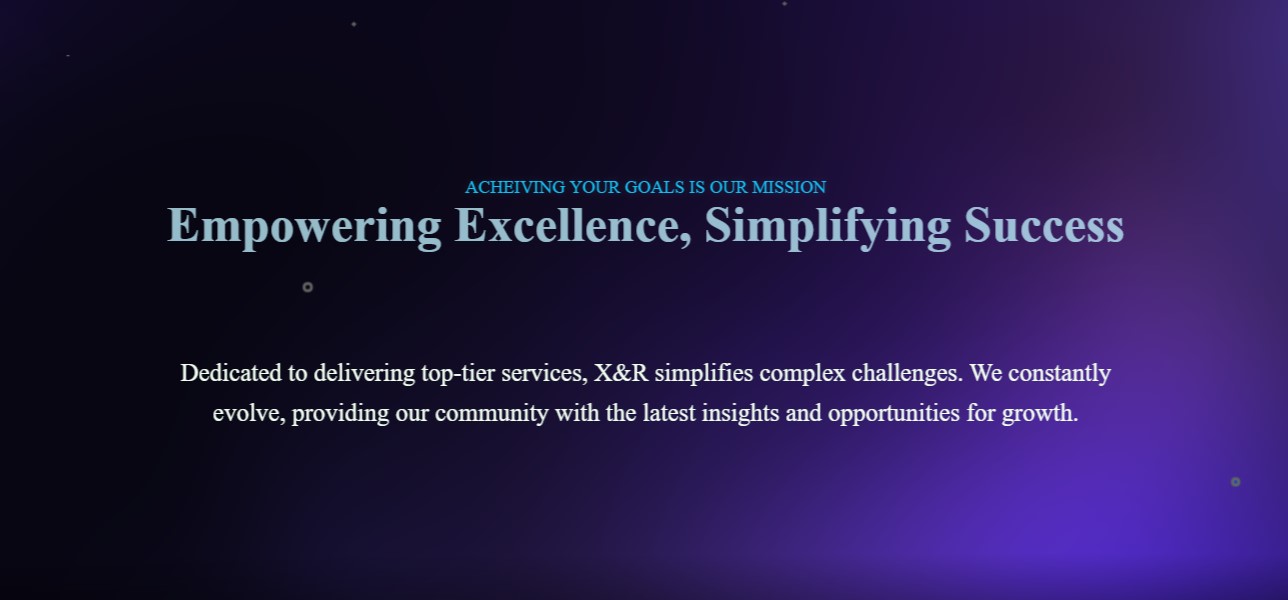 ACHEIVING YOUR GOALS IS OUR MISSION
Empowering Excellence, Simplifying Success
Dedicated to delivering top-tier services, X&R simplifies complex challenges. We constantly
evolve, providing our community with the latest insights and opportunities for growth.